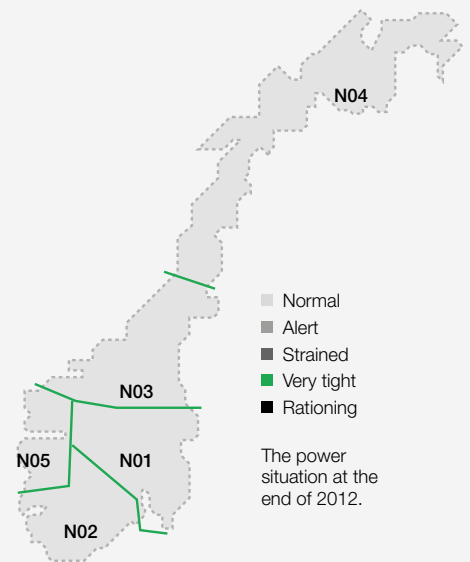 N04
Normal
Alert
Strained
Very tight
Rationing
N03
N05
N01
The power
situation at the
end of 2012.
N02